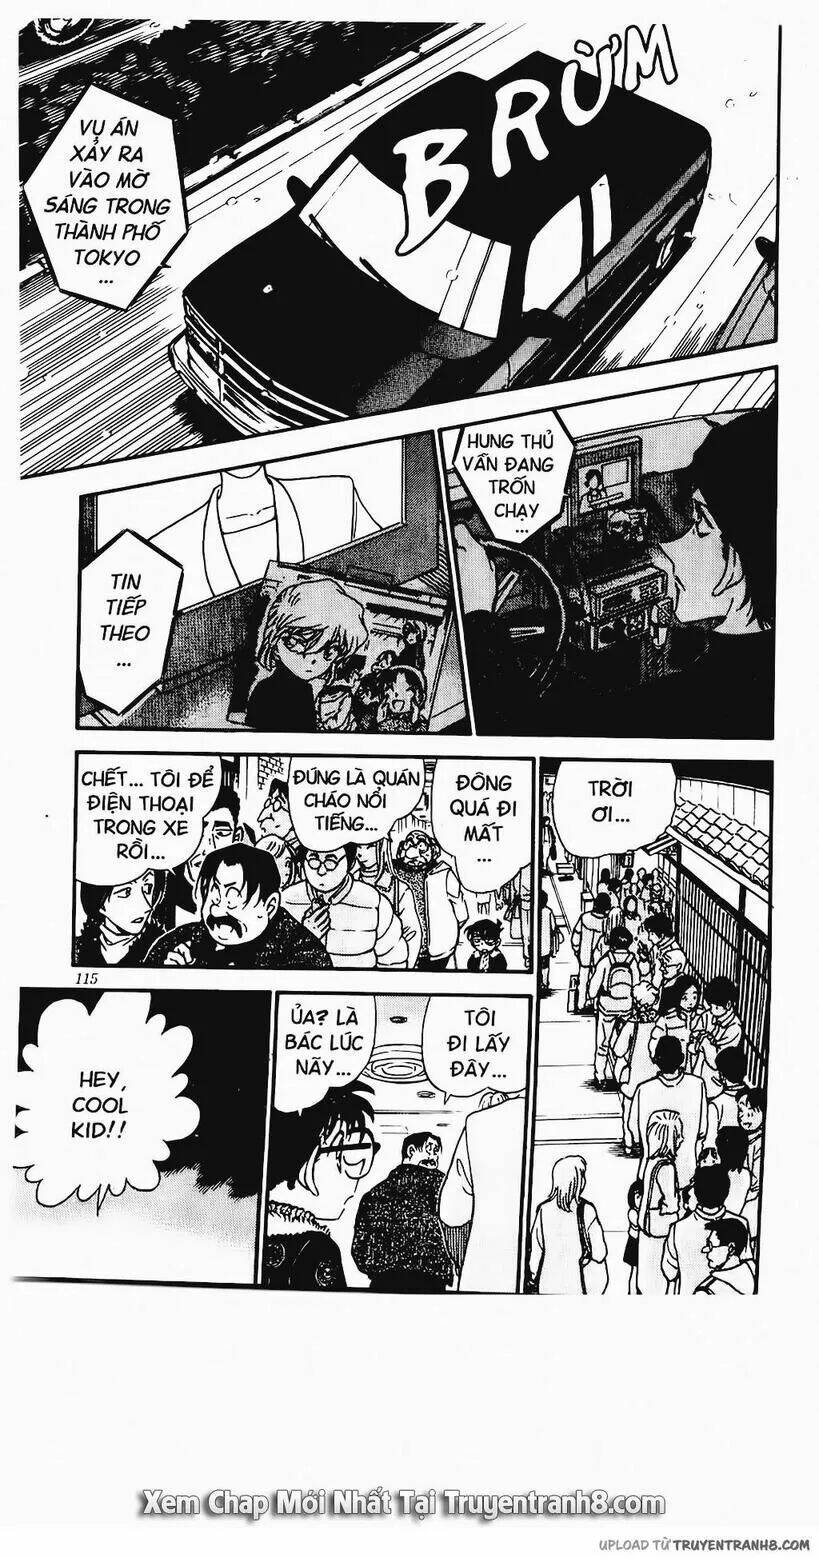 BRỪM
VỤ ÁN
XẢY RA
VÀO MỜ
SÁNG TRONG
THÀNH PHỐ
TOKYO
...
HUNG THỦ
VẪN ĐANG
TRỐN
CHẠY
...
TIN
TIẾP
THEO
...
TRỜI
ƠI...
ĐÔNG
QUÁ ĐI
MẤT
...
ĐÚNG LÀ QUÁN
CHÁO NỔI
TIẾNG...
CHẾT... TÔI ĐỂ
ĐIỆN THOẠI
TRONG XE
RỒI...
115
TÔI
ĐI LẤY
ĐÂY...
ỦA? LÀ
BÁC LÚC
NÃY...
HEY,
COOL
KID!!
Xem Chap Mới Nhất Tại Truyentranh8.com
UPLOAD TỪ TRUYENTRANH8.COM